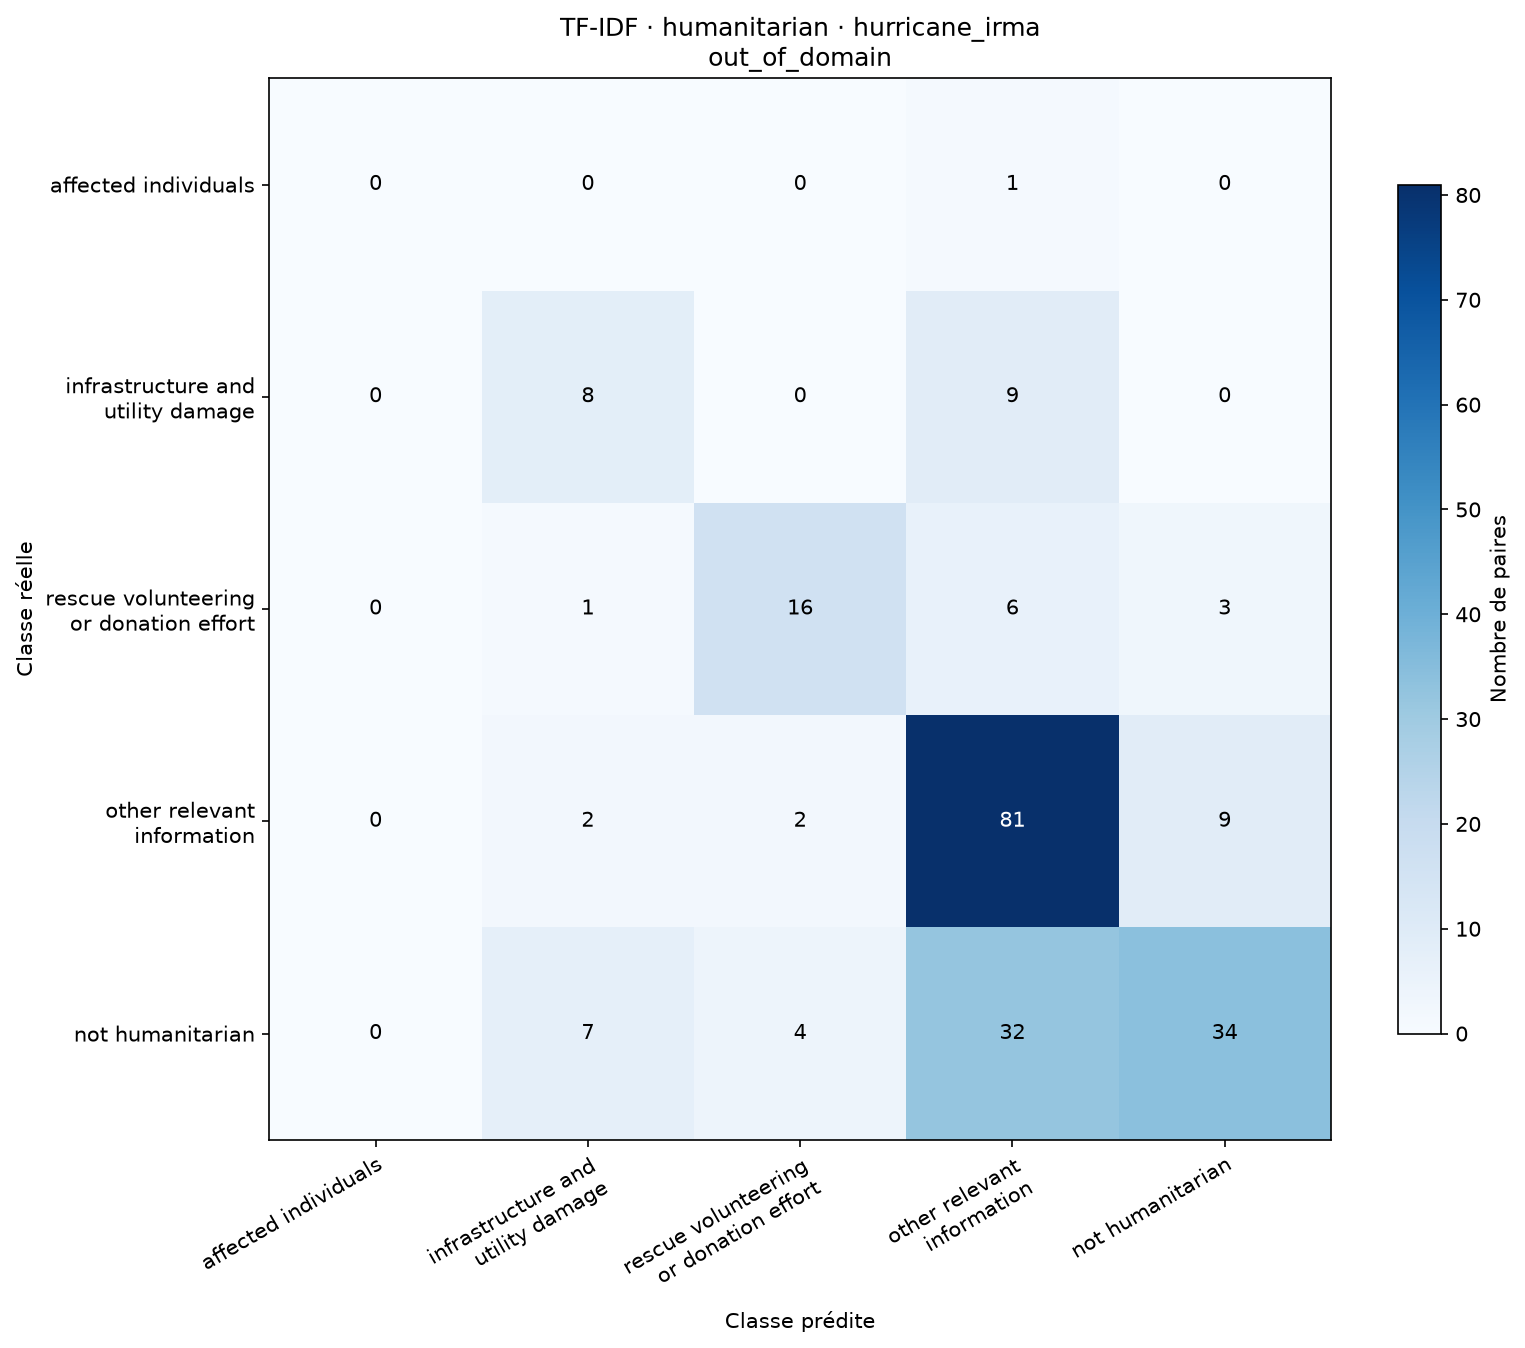 TF-IDF · humanitarian · hurricane_irma
out_of_domain
affected individuals
0 0 0 1 0
infrastructure and
utility damage
0 8 0 9 0
rescue volunteering
or donation effort
0 1 16 6 3
other relevant
information
0 2 2 81 9
not humanitarian
0 7 4 32 34
Classe réelle
affected individuals
infrastructure and
utility damage
rescue volunteering
or donation effort
other relevant
information
not humanitarian
Classe prédite
80
70
60
50
40
30
20
10
0
Nombre de paires